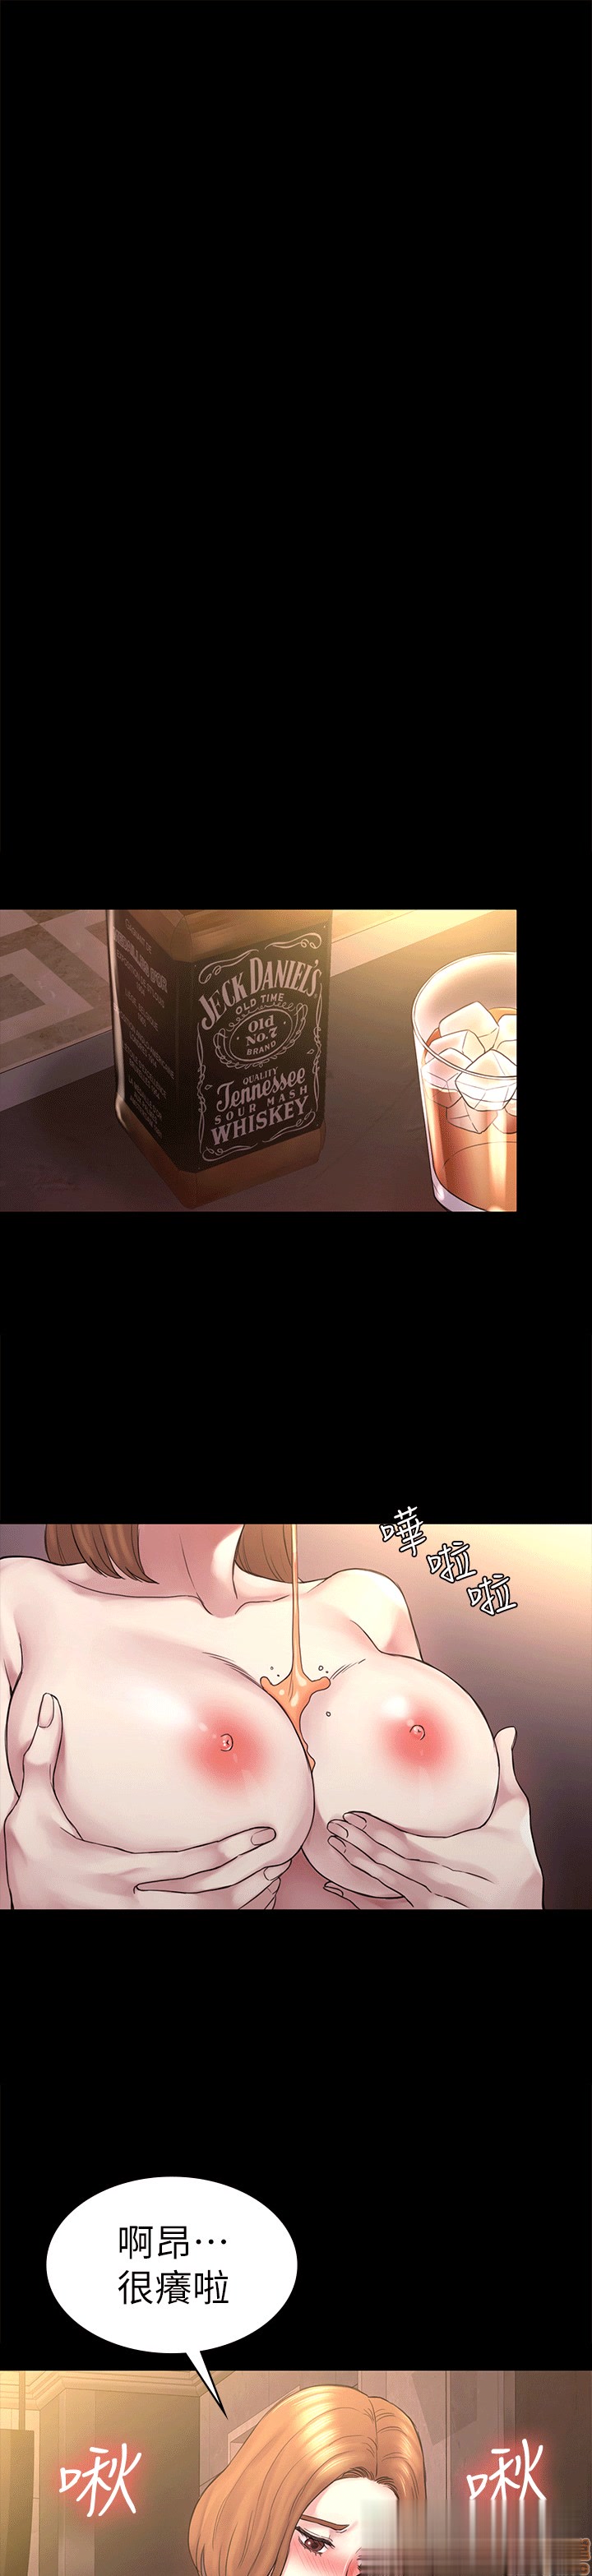 JECK DANIEL'S
OLD TIME
Old
No.7
BRAND
QUALITY
Tennessee
SOUR MASH
WHISKEY
嘩
啦
啦
啊昂⋯
很癢啦
啾
啾